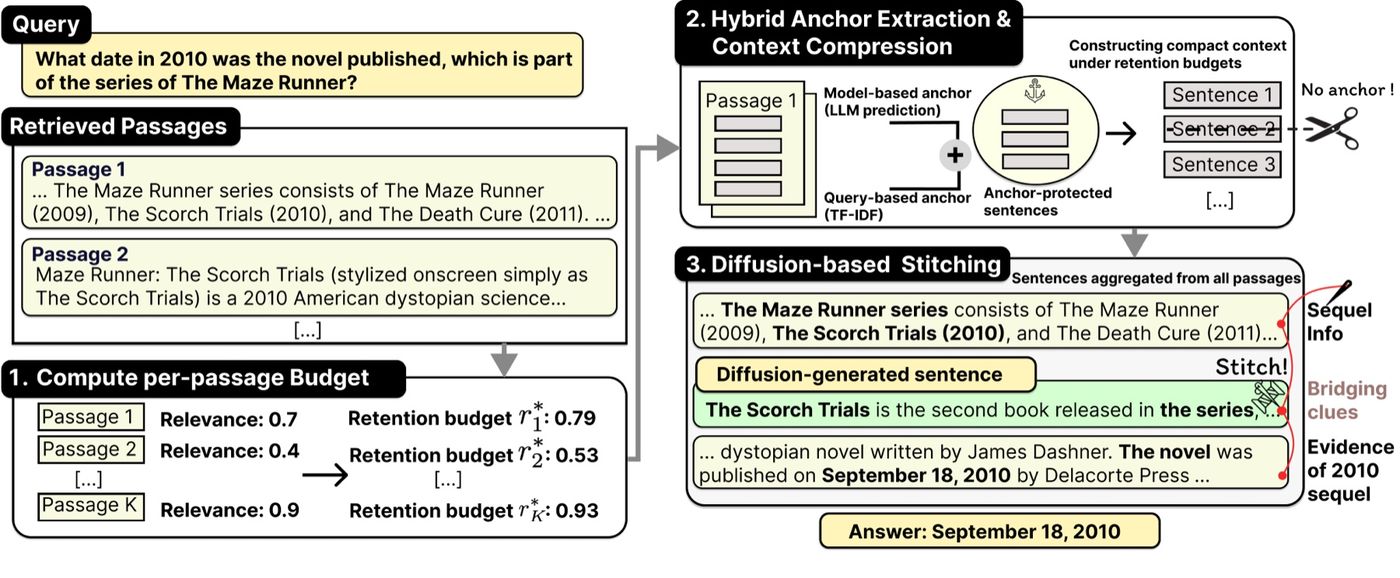 Query
What date in 2010 was the novel published, which is part
of the series of The Maze Runner?
Retrieved Passages
Passage 1
... The Maze Runner series consists of The Maze Runner
(2009), The Scorch Trials (2010), and The Death Cure (2011). ...
Passage 2
Maze Runner: The Scorch Trials (stylized onscreen simply as
The Scorch Trials) is a 2010 American dystopian science...
[...]
1. Compute per-passage Budget
Passage 1 Relevance: 0.7 Retention budget r₁*: 0.79
Passage 2 Relevance: 0.4 Retention budget r₂*: 0.53
[...] [...]
Passage K Relevance: 0.9 Retention budget r_K*: 0.93
2. Hybrid Anchor Extraction &
Context Compression
Passage 1
Model-based anchor
(LLM prediction)
+
Query-based anchor
(TF-IDF)
Anchor-protected
sentences
Constructing compact context
under retention budgets
Sentence 1
Sentence 2
Sentence 3
[...]
No anchor !
3. Diffusion-based Stitching
Sentences aggregated from all passages
... The Maze Runner series consists of The Maze Runner
(2009), The Scorch Trials (2010), and The Death Cure (2011)...
Sequel
Info
Diffusion-generated sentence
Stitch!
The Scorch Trials is the second book released in the series, ...
Bridging
clues
... dystopian novel written by James Dashner. The novel was
published on September 18, 2010 by Delacorte Press ...
Evidence
of 2010
sequel
Answer: September 18, 2010